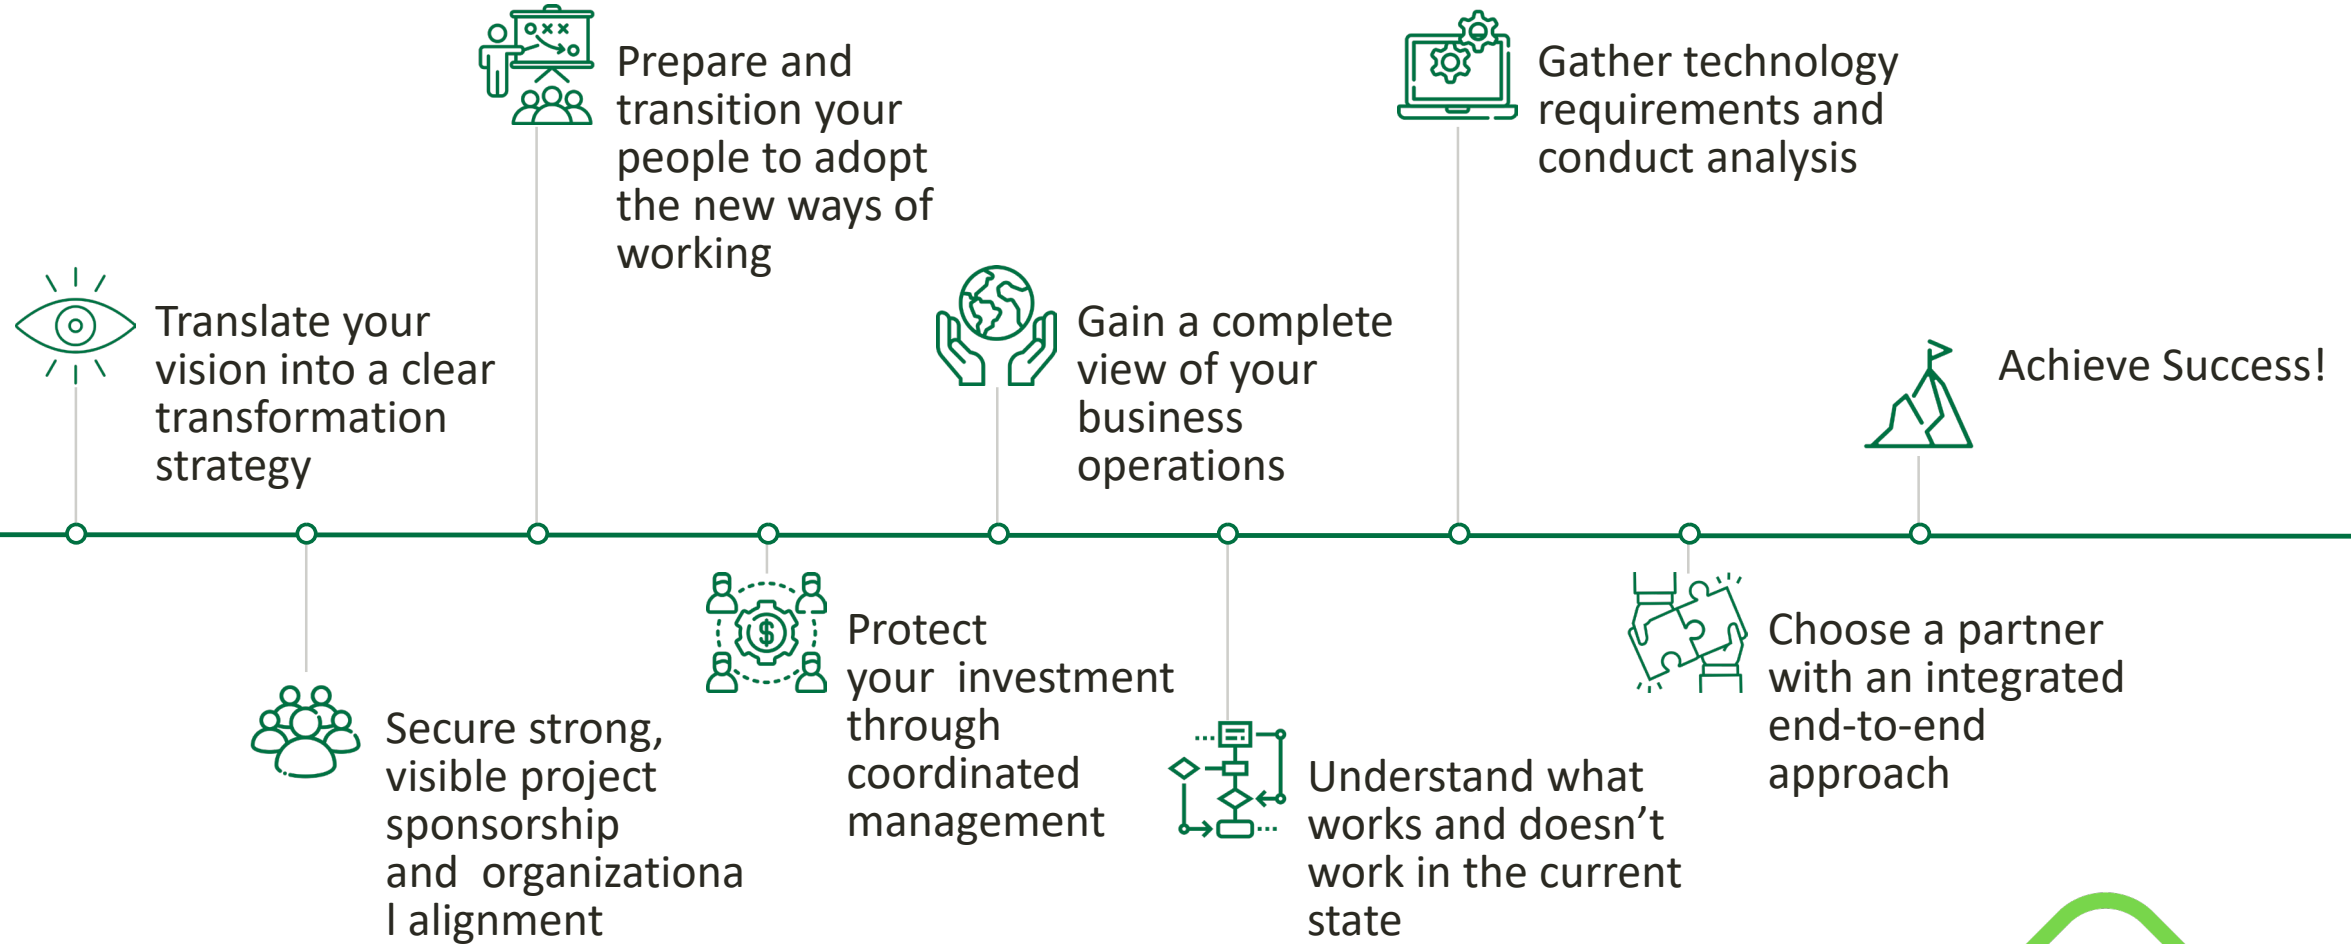 Translate your
vision into a clear
transformation
strategy
Secure strong,
visible project
sponsorship
and  organizationa
l alignment
Prepare and
transition your
people to adopt
the new ways of
working
Protect
your  investment
through
coordinated
management
Gain a complete
view of your
business
operations
Understand what
works and doesn’t
work in the current
state
Gather technology
requirements and
conduct analysis
Choose a partner
with an integrated
end-to-end
approach
Achieve Success!